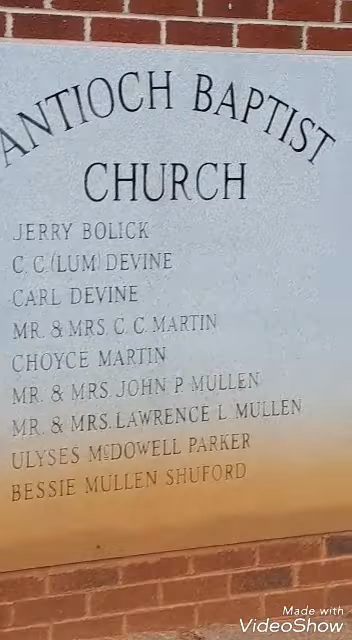 ANTIOCH BAPTIST
CHURCH
JERRY BOLICK
C. C. (LUM) DEVINE
CARL DEVINE
MR. & MRS. C. C. MARTIN
CHOYCE MARTIN
MR. & MRS. JOHN P. MULLEN
MR. & MRS. LAWRENCE L. MULLEN
ULYSES McDOWELL PARKER
BESSIE MULLEN SHUFORD
Made with
VideoShow